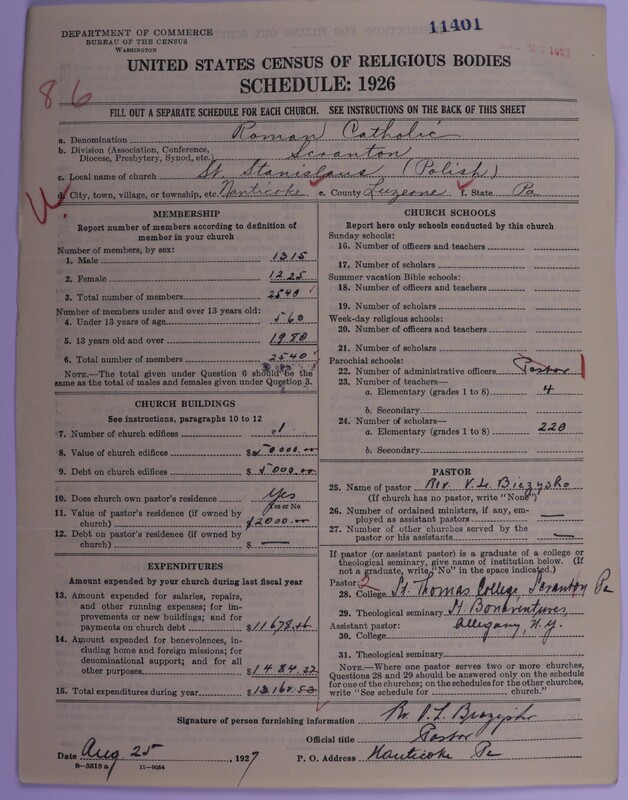 DEPARTMENT OF COMMERCE
BUREAU OF THE CENSUS
WASHINGTON
11401
UNITED STATES CENSUS OF RELIGIOUS BODIES
SCHEDULE: 1926
86
FILL OUT A SEPARATE SCHEDULE FOR EACH CHURCH. SEE INSTRUCTIONS ON THE BACK OF THIS SHEET
a. Denomination Roman Catholic
b. Division (Association, Conference, Diocese, Presbytery, Synod, etc.) Scranton
c. Local name of church St. Stanislaus (Polish)
d. City, town, village, or township, etc. Nanticoke e. County Luzerne f. State Pa
MEMBERSHIP
Report number of members according to definition of
member in your church
Number of members, by sex:
1. Male 1315
2. Female 1225
3. Total number of members 2540
Number of members under and over 13 years old:
4. Under 13 years of age 560
5. 13 years old and over 1980
6. Total number of members 2540
NOTE.—The total given under Question 6 should be the
same as the total of males and females given under Question 3.
CHURCH BUILDINGS
See instructions, paragraphs 10 to 12
7. Number of church edifices 1
8. Value of church edifices $
9. Debt on church edifices $ 5000.00
10. Does church own pastor's residence Yes
Yes or No
11. Value of pastor's residence (if owned by
church) $2000.00
12. Debt on pastor's residence (if owned by
church) $ —
EXPENDITURES
Amount expended by your church during last fiscal year
13. Amount expended for salaries, repairs,
and other running expenses; for im-
provements or new buildings; and for
payments on church debt $11678.
14. Amount expended for benevolences,
including home and foreign missions; for
denominational support; and for all
other purposes $1484.
15. Total expenditures during year $
CHURCH SCHOOLS
Report here only schools conducted by this church
Sunday schools:
16. Number of officers and teachers
17. Number of scholars
Summer vacation Bible schools:
18. Number of officers and teachers
19. Number of scholars
Week-day religious schools:
20. Number of officers and teachers
21. Number of scholars
Parochial schools:
22. Number of administrative officers Pastor 1
23. Number of teachers—
a. Elementary (grades 1 to 8) 4
b. Secondary
24. Number of scholars—
a. Elementary (grades 1 to 8) 220
b. Secondary
PASTOR
25. Name of pastor Rev.
(If church has no pastor, write "None")
26. Number of ordained ministers, if any, em-
ployed as assistant pastors —
27. Number of other churches served by the
pastor or his assistants —
If pastor (or assistant pastor) is a graduate of a college or
theological seminary, give name of institution below. (If
not a graduate, write "No" in the space indicated.)
Pastor: 2
28. College St. Thomas College, Scranton Pa
29. Theological seminary St Bonaventures,
Assistant pastor: Allegany, N.Y.
30. College
31. Theological seminary
NOTE.—Where one pastor serves two or more churches,
Questions 28 and 29 should be answered only on the schedule
for one of the churches; on the schedules for the other churches,
write "See schedule for church."
Signature of person furnishing information
Official title Pastor
Date Aug 25, 1927 P. O. Address Nanticoke Pa
8—5318 a 11—9254